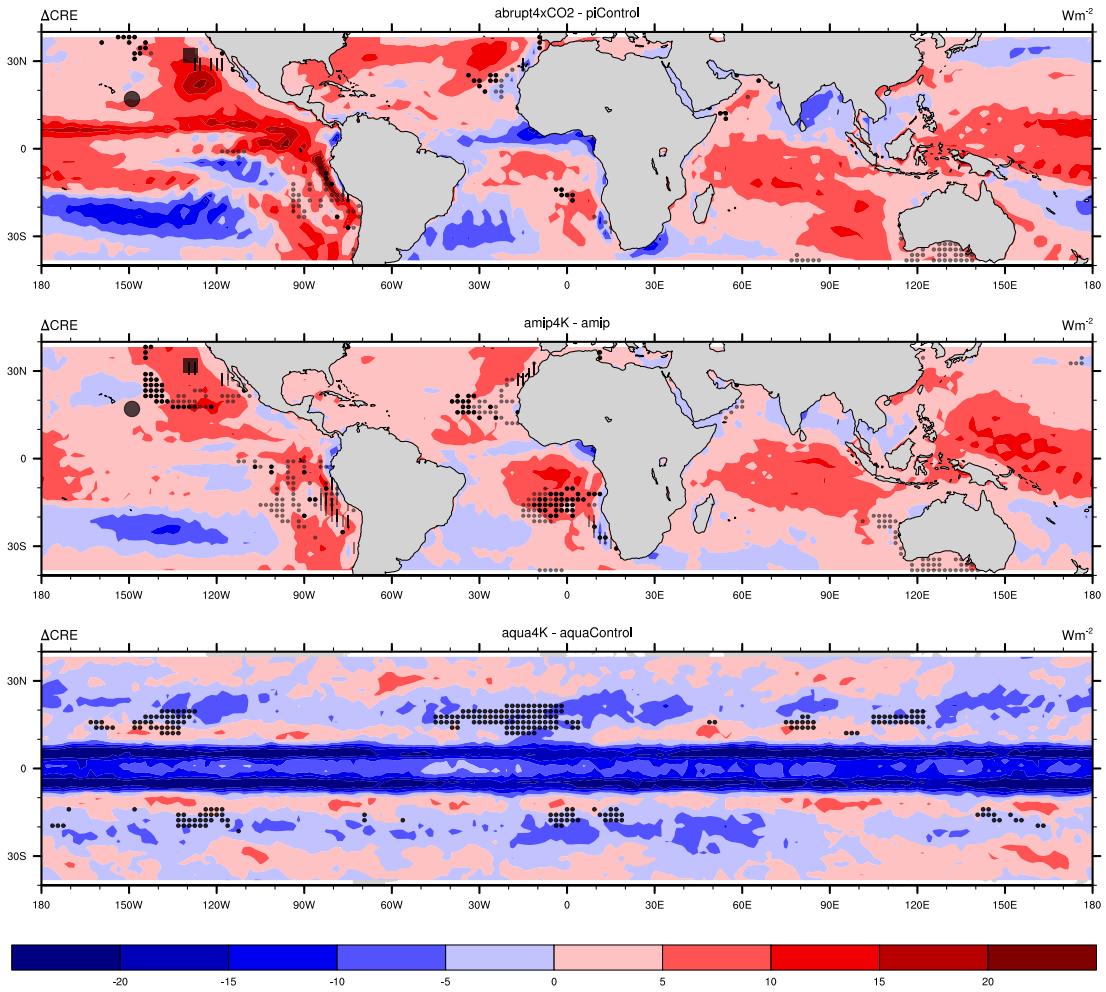 ΔCRE abrupt4xCO2 - piControl Wm-2
30N
0
30S
180 150W 120W 90W 60W 30W 0 30E 60E 90E 120E 150E 180
ΔCRE amip4K - amip Wm-2
30N
0
30S
180 150W 120W 90W 60W 30W 0 30E 60E 90E 120E 150E 180
ΔCRE aqua4K - aquaControl Wm-2
30N
0
30S
180 150W 120W 90W 60W 30W 0 30E 60E 90E 120E 150E 180
-20 -15 -10 -5 0 5 10 15 20